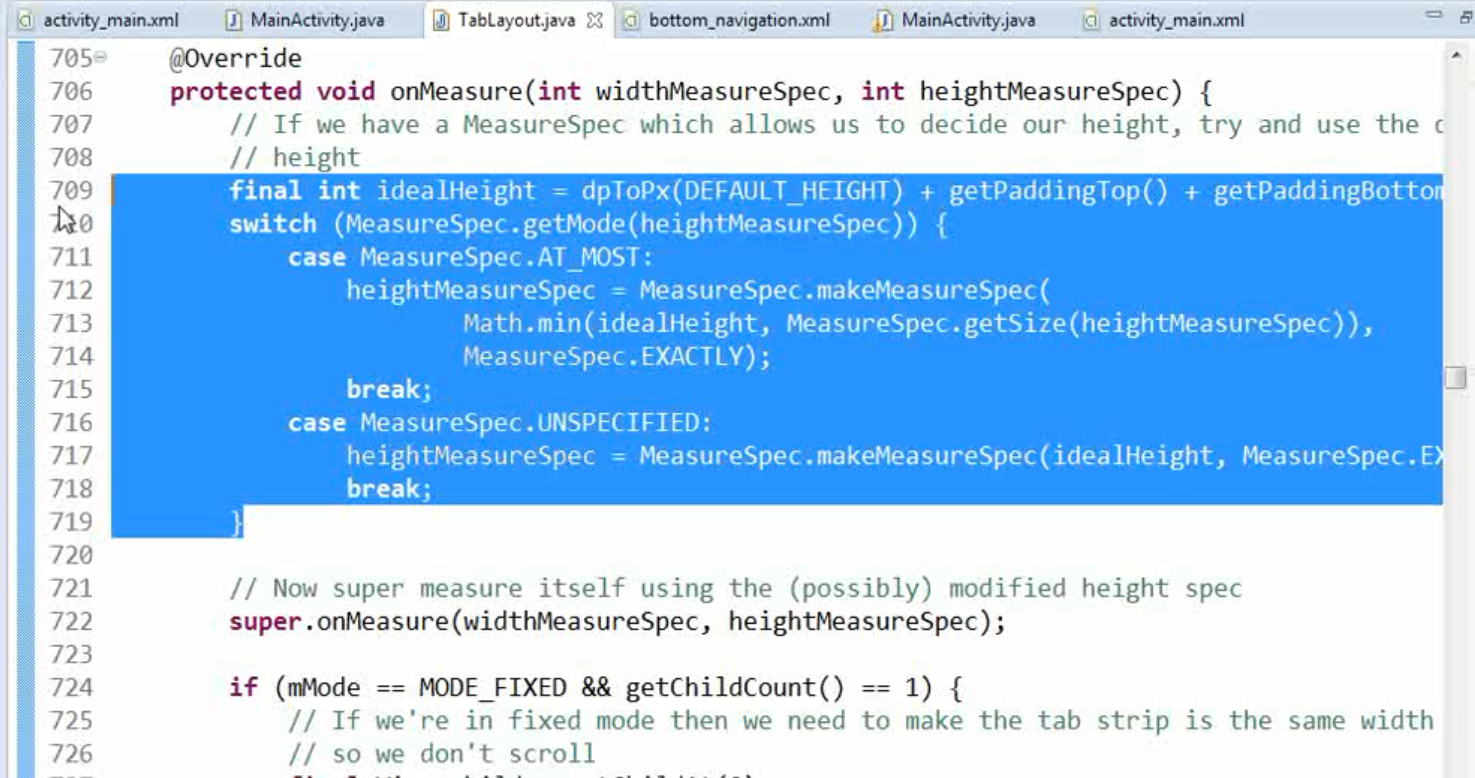 activity_main.xml MainActivity.java TabLayout.java bottom_navigation.xml MainActivity.java activity_main.xml
705 @Override
706 protected void onMeasure(int widthMeasureSpec, int heightMeasureSpec) {
707 // If we have a MeasureSpec which allows us to decide our height, try and use the
708 // height
709 final int idealHeight = dpToPx(DEFAULT_HEIGHT) + getPaddingTop() + getPaddingBottom
710 switch (MeasureSpec.getMode(heightMeasureSpec)) {
711 case MeasureSpec.AT_MOST:
712 heightMeasureSpec = MeasureSpec.makeMeasureSpec(
713 Math.min(idealHeight, MeasureSpec.getSize(heightMeasureSpec)),
714 MeasureSpec.EXACTLY);
715 break;
716 case MeasureSpec.UNSPECIFIED:
717 heightMeasureSpec = MeasureSpec.makeMeasureSpec(idealHeight, MeasureSpec.EX
718 break;
719 }
720
721 // Now super measure itself using the (possibly) modified height spec
722 super.onMeasure(widthMeasureSpec, heightMeasureSpec);
723
724 if (mMode == MODE_FIXED && getChildCount() == 1) {
725 // If we're in fixed mode then we need to make the tab strip is the same width
726 // so we don't scroll